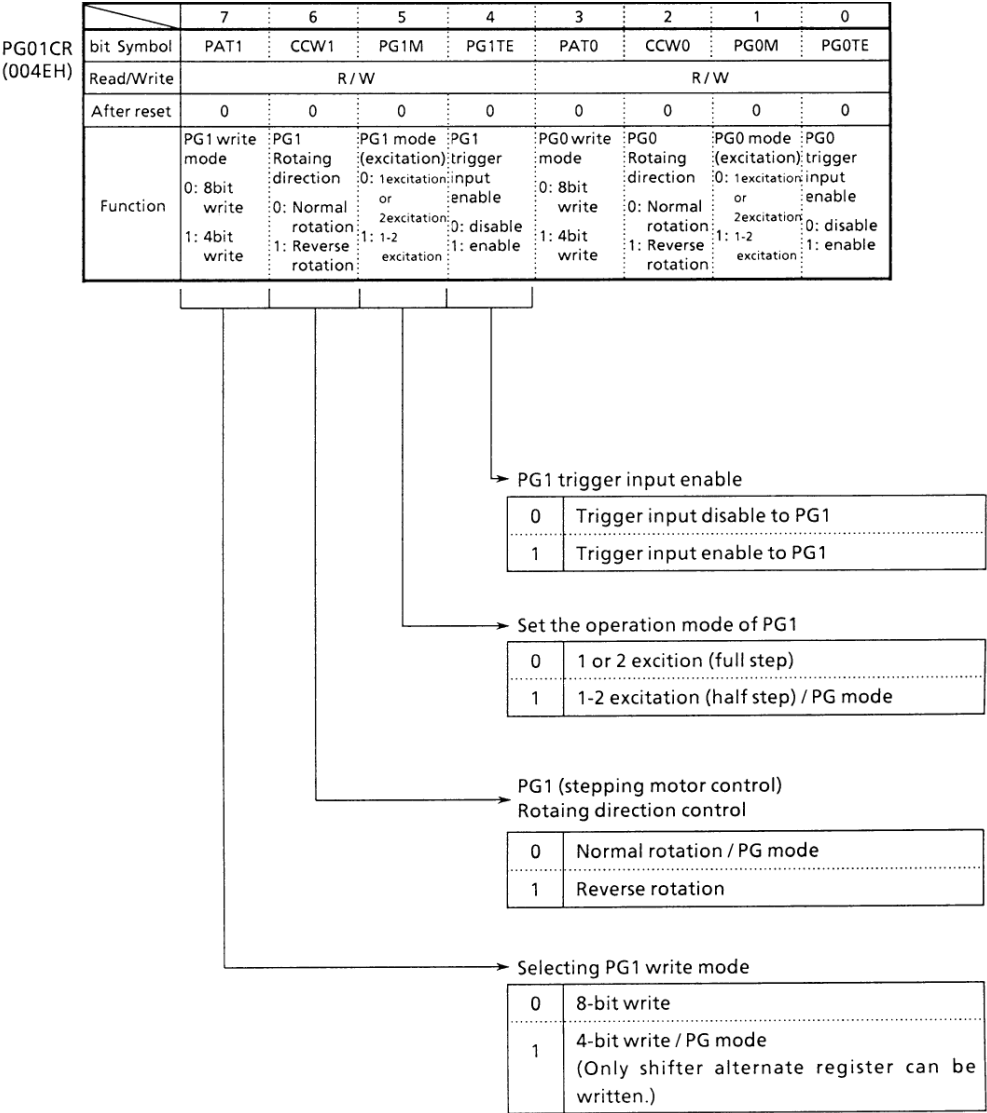 7 6 5 4 3 2 1 0
PG01CR
(004EH)
bit Symbol PAT1 CCW1 PG1M PG1TE PAT0 CCW0 PG0M PG0TE
Read/Write R/W R/W
After reset 0 0 0 0 0 0 0 0
Function
PG1 write
mode
0: 8bit
write
1: 4bit
write
PG1
Rotaing
direction
0: Normal
rotation
1: Reverse
rotation
PG1 mode
(excitation)
0: 1excitation
or
2excitation
1: 1-2
excitation
PG1
trigger
input
enable
0: disable
1: enable
PG0 write
mode
0: 8bit
write
1: 4bit
write
PG0
Rotaing
direction
0: Normal
rotation
1: Reverse
rotation
PG0 mode
(excitation)
0: 1excitation
or
2excitation
1: 1-2
excitation
PG0
trigger
input
enable
0: disable
1: enable
PG1 trigger input enable
0 Trigger input disable to PG1
1 Trigger input enable to PG1
Set the operation mode of PG1
0 1 or 2 excition (full step)
1 1-2 excitation (half step) / PG mode
PG1 (stepping motor control)
Rotaing direction control
0 Normal rotation / PG mode
1 Reverse rotation
Selecting PG1 write mode
0 8-bit write
1 4-bit write / PG mode
(Only shifter alternate register can be
written.)